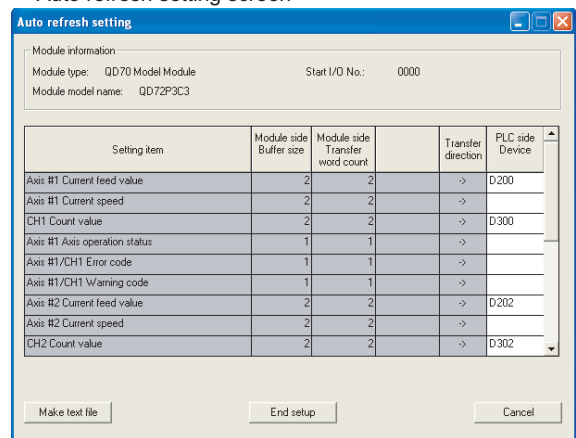 Auto refresh setting screen
Auto refresh setting
Module information
Module type: QD70 Model Module Start I/O No.: 0000
Module model name: QD72P3C3
Setting item Module side Buffer size Module side Transfer word count Transfer direction PLC side Device
Axis #1 Current feed value 2 2 -> D200
Axis #1 Current speed 2 2 ->
CH1 Count value 2 2 -> D300
Axis #1 Axis operation status 1 1 ->
Axis #1/CH1 Error code 1 1 ->
Axis #1/CH1 Warning code 1 1 ->
Axis #2 Current feed value 2 2 -> D202
Axis #2 Current speed 2 2 ->
CH2 Count value 2 2 -> D302
Make text file End setup Cancel